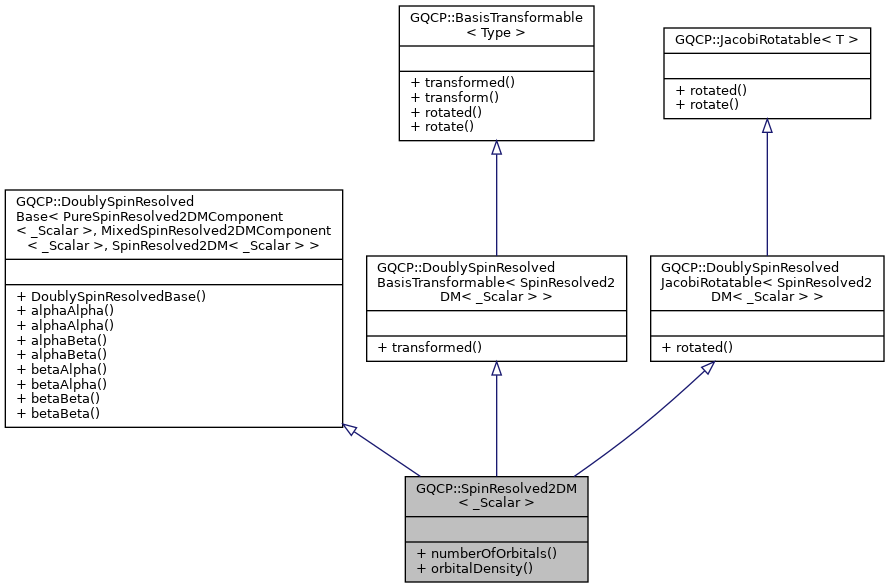 GQCP::BasisTransformable
< Type >
+ transformed()
+ transform()
+ rotated()
+ rotate()
GQCP::JacobiRotatable< T >
+ rotated()
+ rotate()
GQCP::DoublySpinResolved
Base< PureSpinResolved2DMComponent
< _Scalar >, MixedSpinResolved2DMComponent
< _Scalar >, SpinResolved2DM< _Scalar > >
+ DoublySpinResolvedBase()
+ alphaAlpha()
+ alphaAlpha()
+ alphaBeta()
+ alphaBeta()
+ betaAlpha()
+ betaAlpha()
+ betaBeta()
+ betaBeta()
GQCP::DoublySpinResolved
BasisTransformable< SpinResolved2
DM< _Scalar > >
+ transformed()
GQCP::DoublySpinResolved
JacobiRotatable< SpinResolved2
DM< _Scalar > >
+ rotated()
GQCP::SpinResolved2DM
< _Scalar >
+ numberOfOrbitals()
+ orbitalDensity()